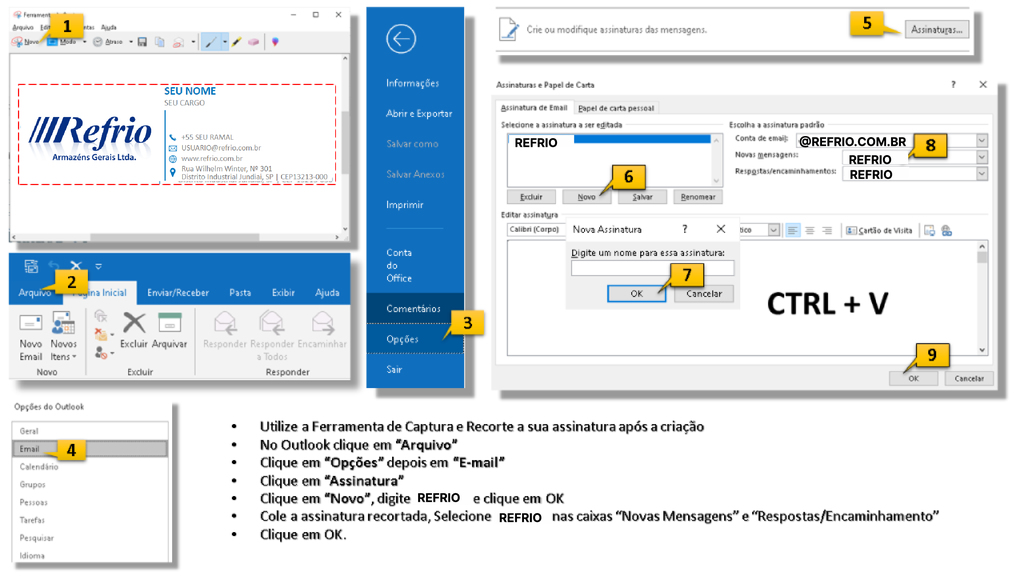 Ferramenta
Arquivo Ajuda
1
Novo Modo Atraso
SEU NOME
SEU CARGO
Refrio
Armazéns Gerais Ltda.
+55 SEU RAMAL
USUARIO@refrio.com.br
www.refrio.com.br
Rua Wilhelm Winter, Nº 301
Distrito Industrial Jundiai, SP | CEP13213-000
2
Arquivo Página Inicial Enviar/Receber Pasta Exibir Ajuda
Novo Email
Novos Itens
Excluir Arquivar
Responder Responder a Todos Encaminhar
Novo Excluir Responder
Informações
Abrir e Exportar
Salvar como
Salvar Anexos
Imprimir
Conta
do
Office
Comentários
3
Opções
Sair
Opções do Outlook
Geral
Email
4
Calendário
Grupos
Pessoas
Tarefas
Pesquisar
Idioma
Crie ou modifique assinaturas das mensagens.
5
Assinaturas...
Assinaturas e Papel de Carta ?
Assinatura de Email Papel de carta pessoal
Selecione a assinatura a ser editada Escolha a assinatura padrão
REFRIO
Conta de email: @REFRIO.COM.BR
Novas mensagens: REFRIO
8
Respostas/encaminhamentos: REFRIO
6
Excluir Novo Salvar Renomear
Editar assinatura
Calibri (Corpo) Cartão de Visita
Nova Assinatura ?
Digite um nome para essa assinatura:
7
OK Cancelar
CTRL + V
9
OK Cancelar
• Utilize a Ferramenta de Captura e Recorte a sua assinatura após a criação
• No Outlook clique em “Arquivo”
• Clique em “Opções” depois em “E-mail”
• Clique em “Assinatura”
• Clique em “Novo”, digite REFRIO e clique em OK
• Cole a assinatura recortada, Selecione REFRIO nas caixas “Novas Mensagens” e “Respostas/Encaminhamento”
• Clique em OK.